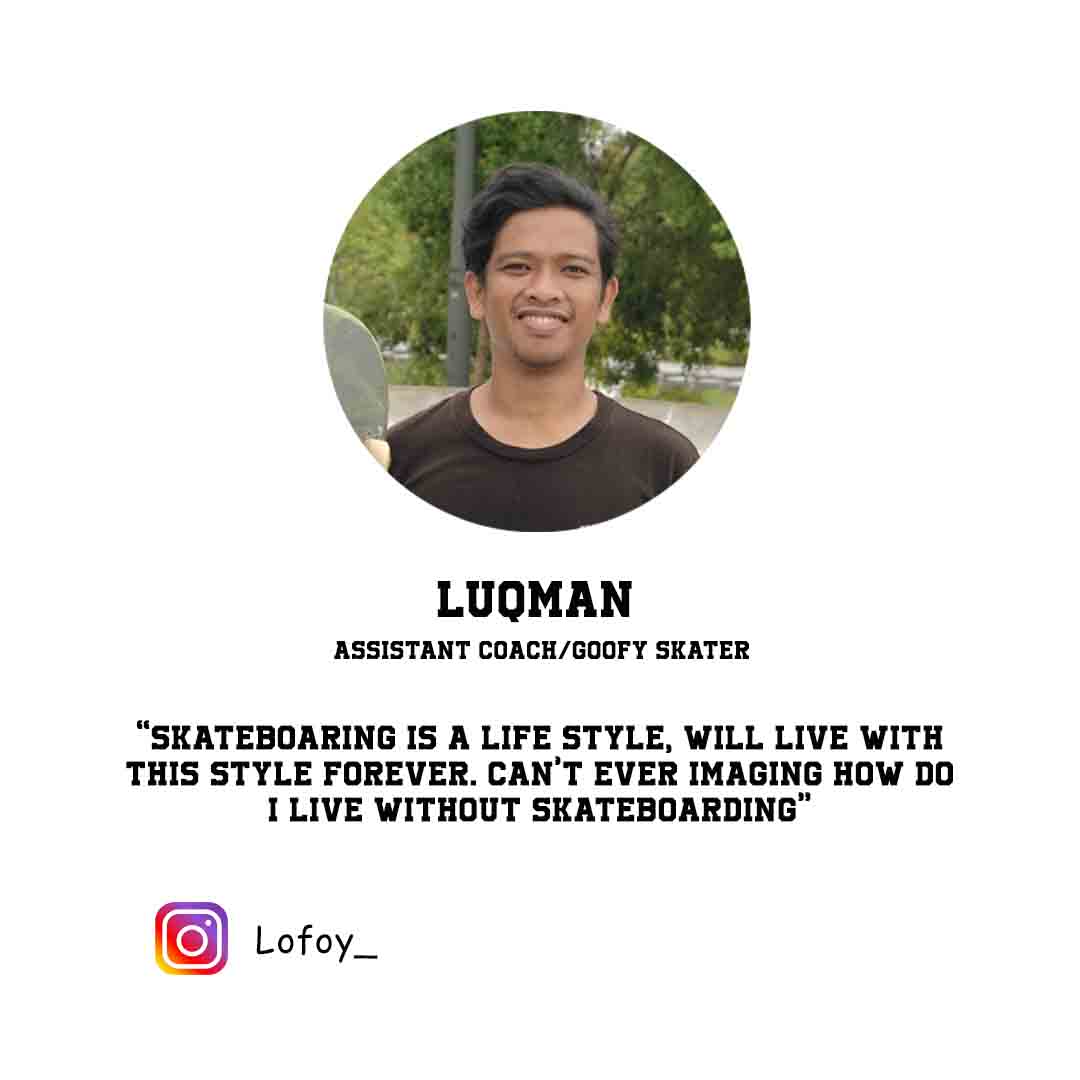 LUQMAN
ASSISTANT COACH/GOOFY SKATER
“SKATEBOARING IS A LIFE STYLE, WILL LIVE WITH
THIS STYLE FOREVER. CAN’T EVER IMAGING HOW DO
I LIVE WITHOUT SKATEBOARDING”
Lofoy_